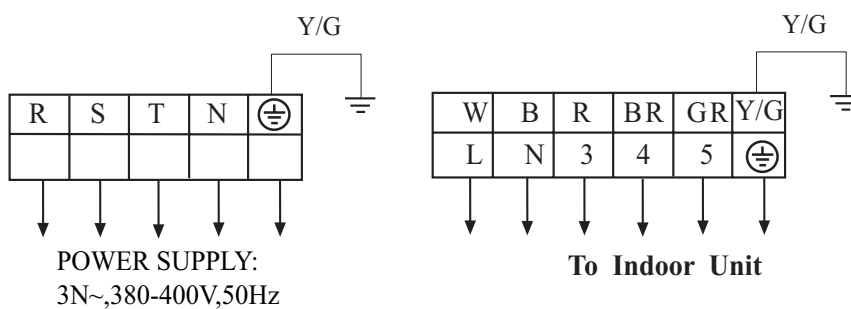 Y/G
R S T N
POWER SUPPLY:
3N~,380-400V,50Hz
Y/G
W B R BR GR Y/G
L N 3 4 5
To Indoor Unit